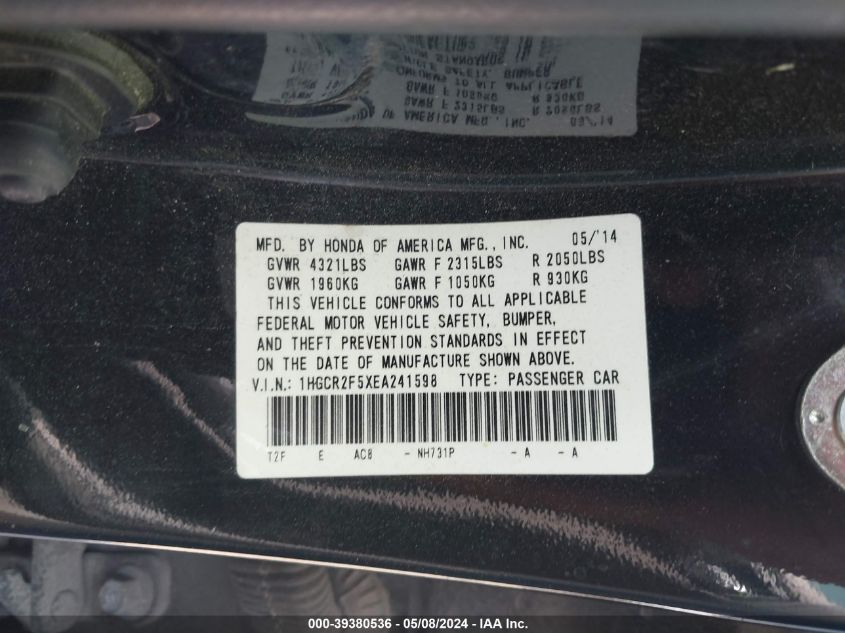 MFD. BY HONDA OF AMERICA MFG., INC. 05/'14
GVWR 4321LBS GAWR F 2315LBS R 2050LBS
GVWR 1960KG GAWR F 1050KG R 930KG
THIS VEHICLE CONFORMS TO ALL APPLICABLE
FEDERAL MOTOR VEHICLE SAFETY, BUMPER,
AND THEFT PREVENTION STANDARDS IN EFFECT
ON THE DATE OF MANUFACTURE SHOWN ABOVE.
V.I.N.: 1HGCR2F5XEA241598 TYPE: PASSENGER CAR
T2F E AC8 - NH731P - A - A
000-39380536 - 05/08/2024 - IAA Inc.